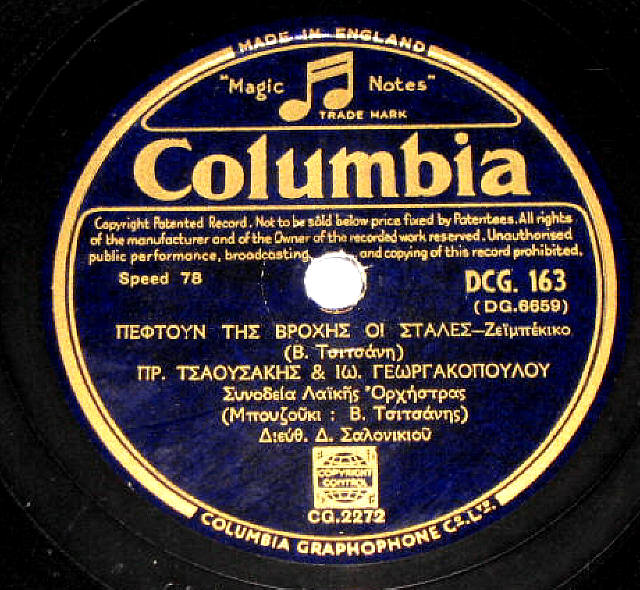 MADE IN ENGLAND
"Magic Notes"
TRADE MARK
Columbia
Copyright Patented Record. Not to be sold below price fixed by Patentees. All rights
of the manufacturer and of the Owner of the recorded work reserved. Unauthorised
public performance, broadcasting and copying of this record prohibited.
Speed 78
DCG. 163
(DG.6659)
ΠΕΦΤΟΥΝ ΤΗΣ ΒΡΟΧΗΣ ΟΙ ΣΤΑΛΕΣ—Ζεϊμπέκικο
(Β. Τσιτσάνη)
ΠΡ. ΤΣΑΟΥΣΑΚΗΣ & ΙΩ. ΓΕΩΡΓΑΚΟΠΟΥΛΟΥ
Συνοδεία Λαϊκῆς Ὀρχήστρας
(Μπουζοῦκι : Β. Τσιτσάνης)
Διεύθ. Δ. Σαλονικιοῦ
COPYRIGHT
CONTROL
CG.2272
COLUMBIA GRAPHOPHONE Co. LTD.